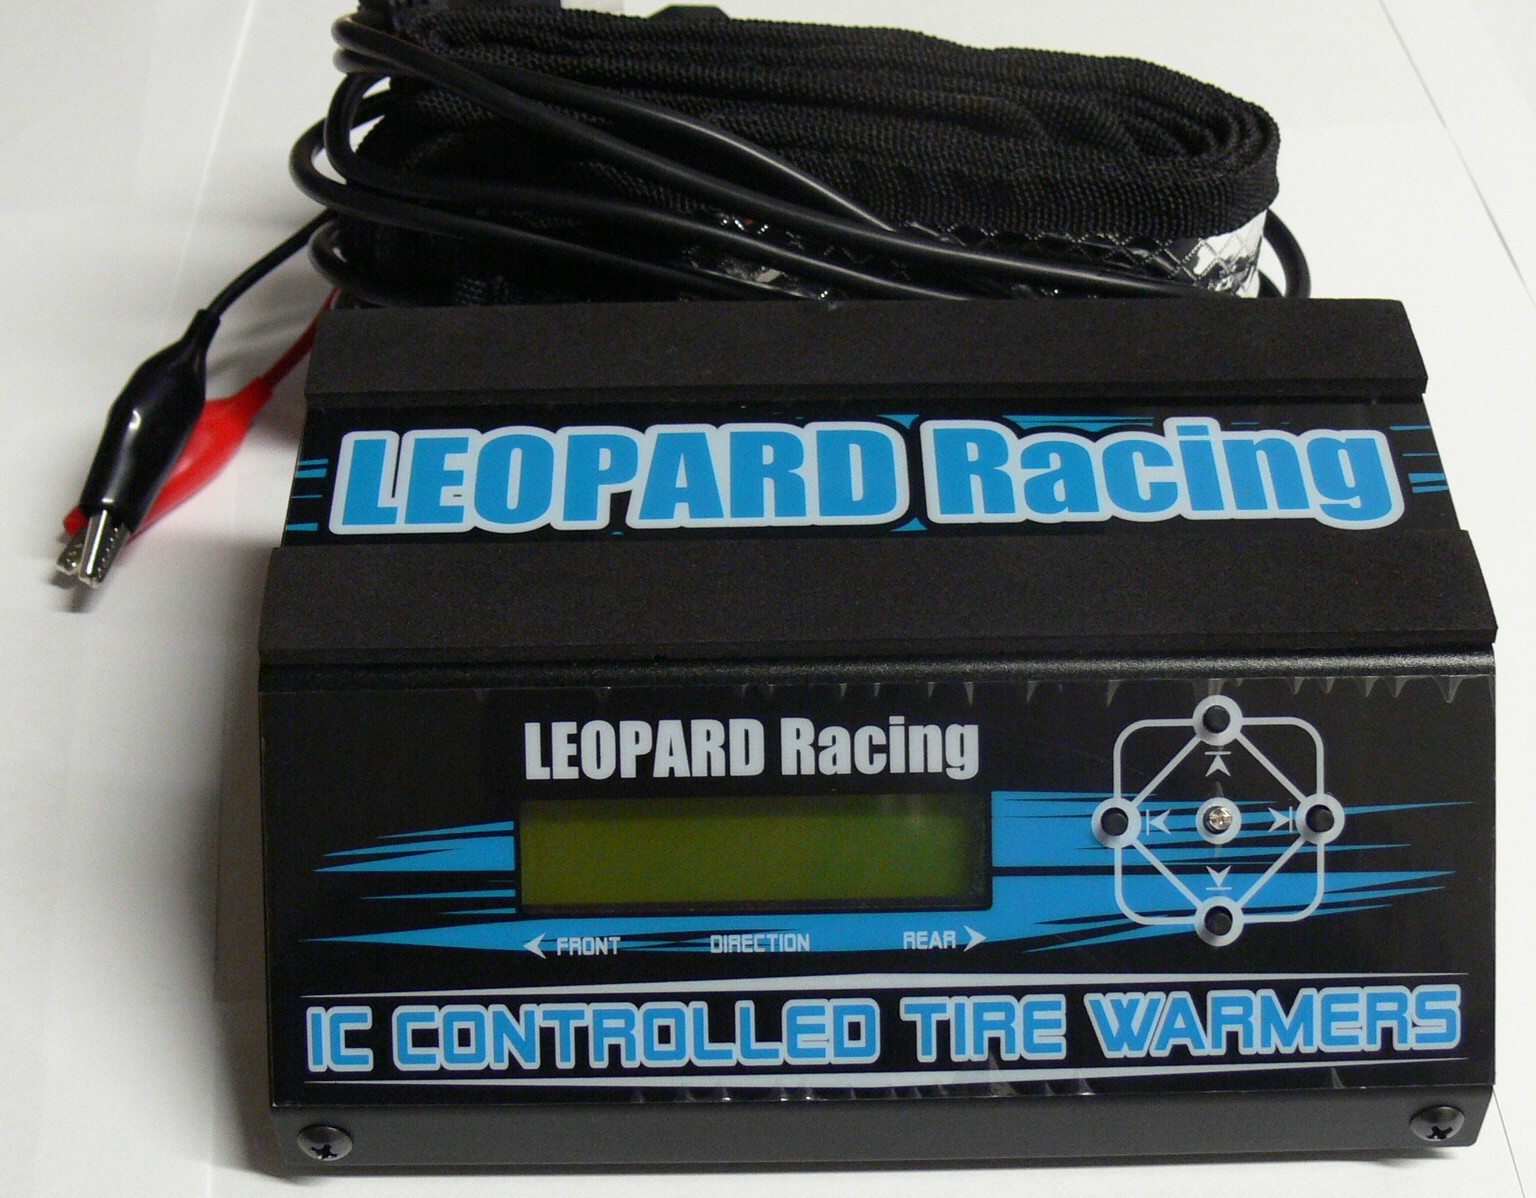 LEOPARD Racing
LEOPARD Racing
FRONT DIRECTION REAR
IC CONTROLLED TIRE WARMERS